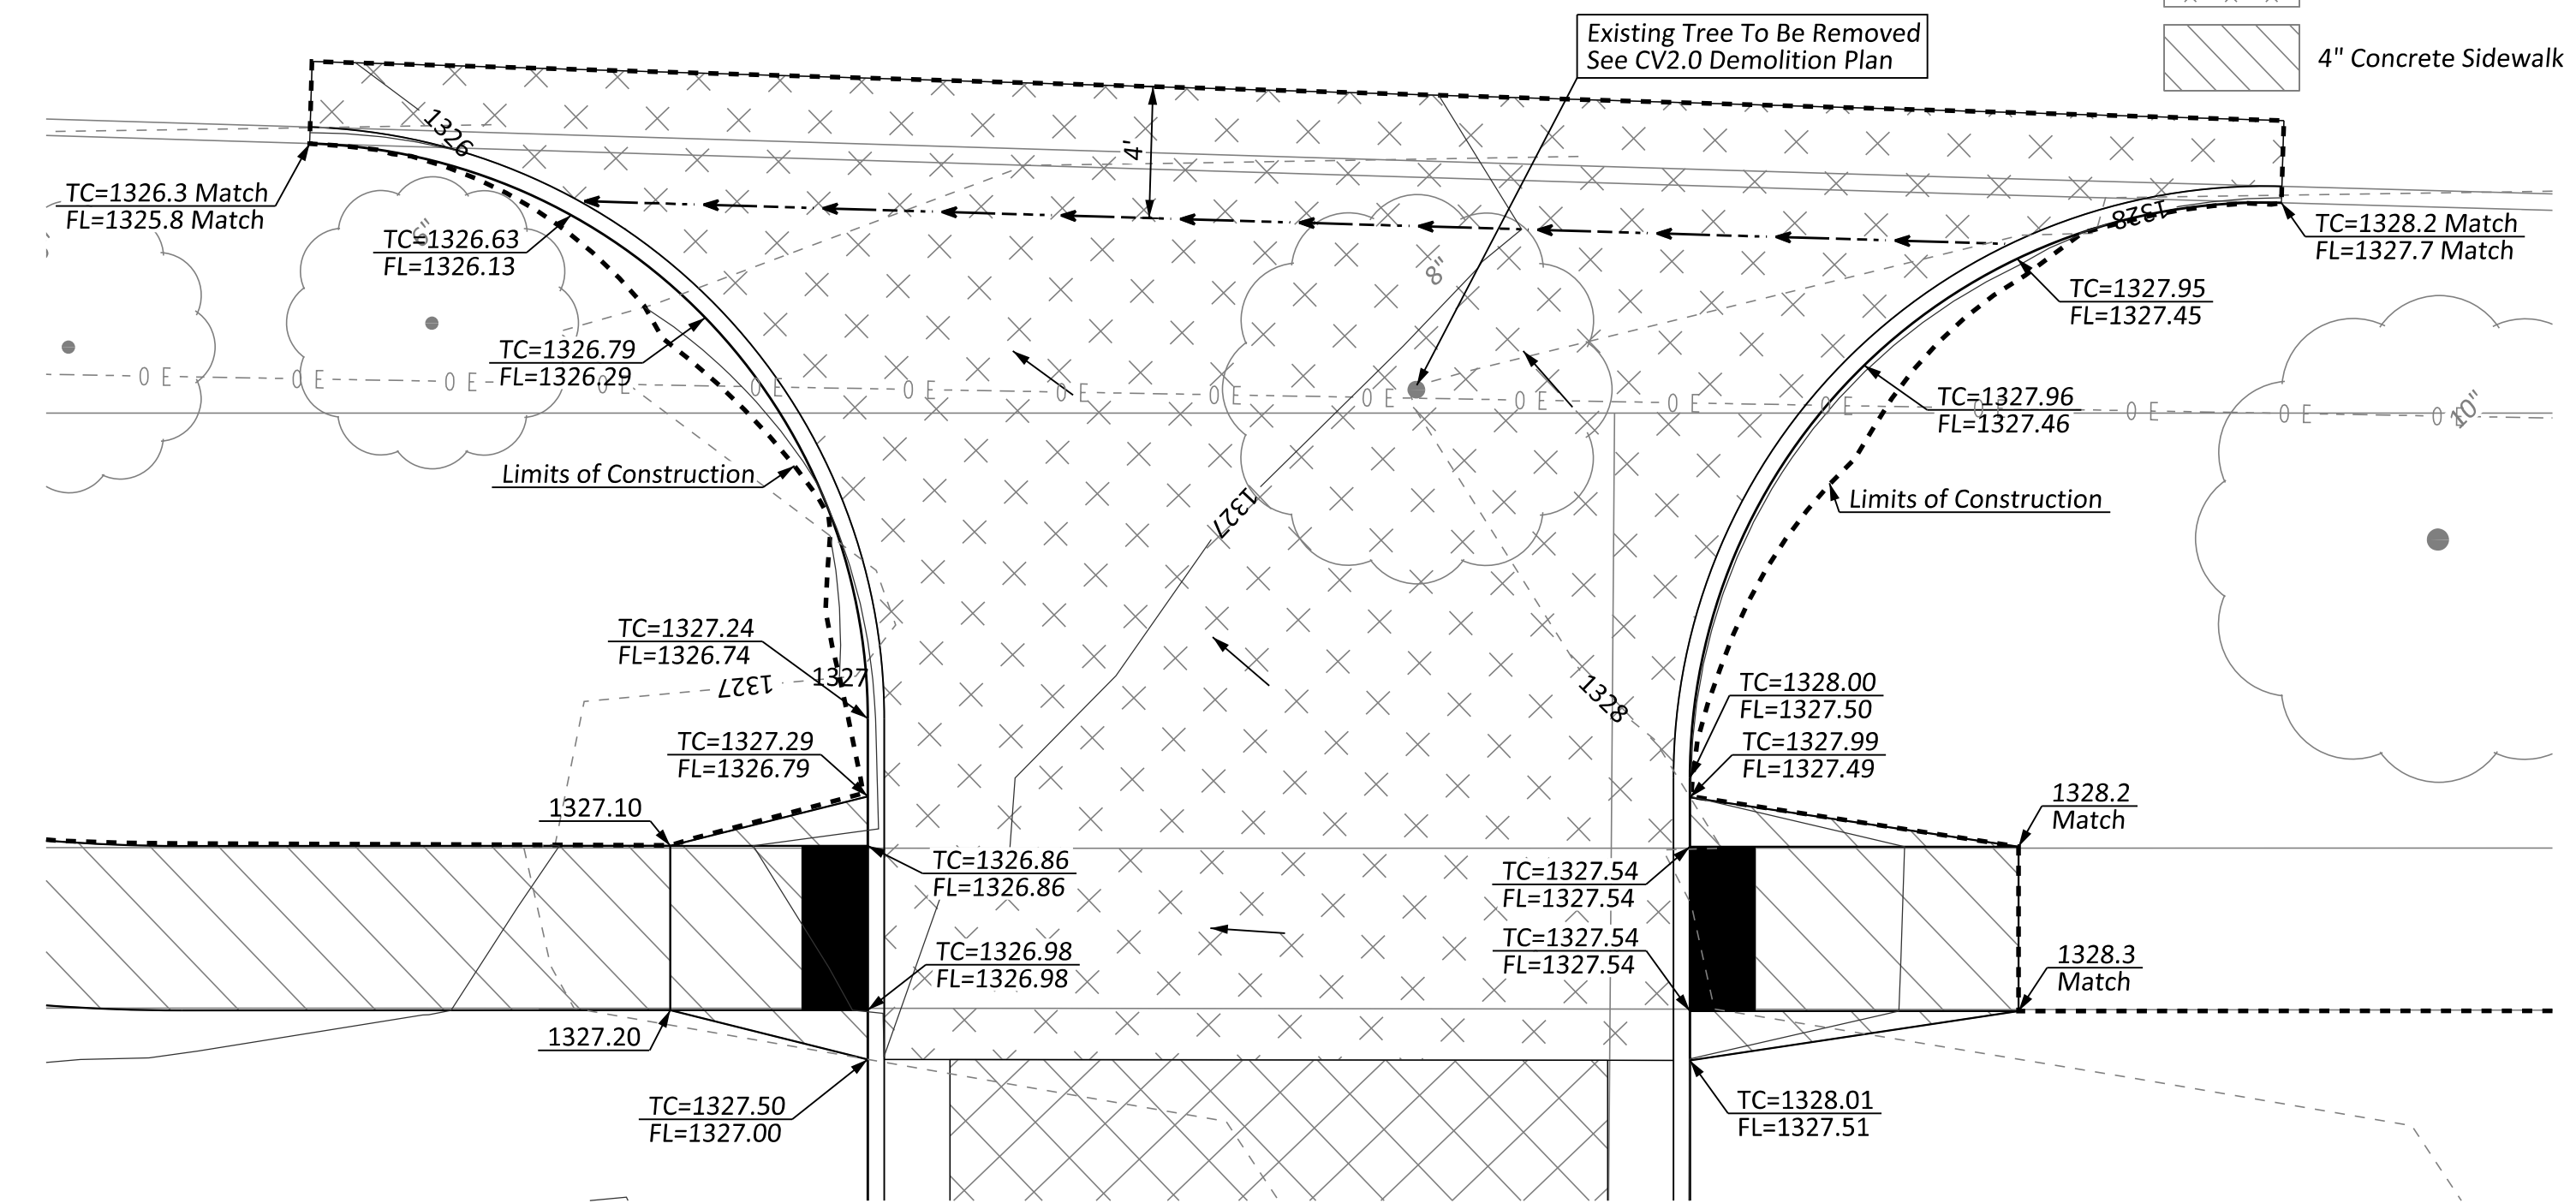 Existing Tree To Be Removed
See CV2.0 Demolition Plan
4" Concrete Sidewalk
1326
4'
TC=1326.3 Match
FL=1325.8 Match
TC=1326.63
FL=1326.13
6"
8"
1328
TC=1328.2 Match
FL=1327.7 Match
TC=1327.95
FL=1327.45
TC=1326.79
FL=1326.29
O E O E O E O E O E O E O E O E O E O E O E O E O E O E O E O E
TC=1327.96
FL=1327.46
10"
Limits of Construction
1327
Limits of Construction
TC=1327.24
FL=1326.74
1327
1327
1328
TC=1328.00
FL=1327.50
TC=1327.29
FL=1326.79
TC=1327.99
FL=1327.49
1327.10
1328.2
Match
TC=1326.86
FL=1326.86
TC=1327.54
FL=1327.54
TC=1326.98
FL=1326.98
TC=1327.54
FL=1327.54
1328.3
Match
1327.20
TC=1327.50
FL=1327.00
TC=1328.01
FL=1327.51